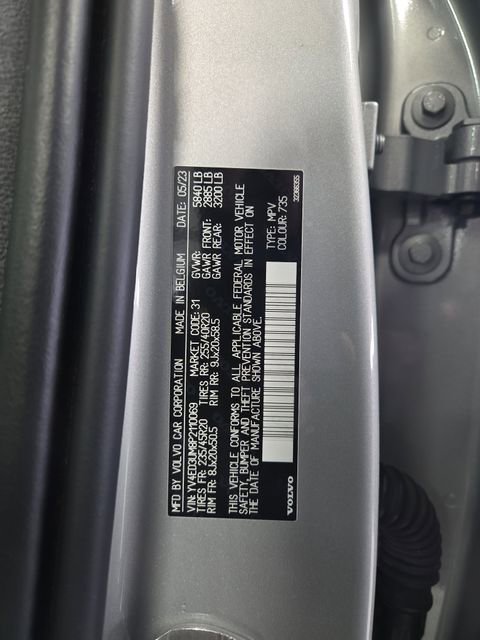 MFD BY VOLVO CAR CORPORATION MADE IN BELGIUM DATE: 05/23
VIN: YV4ED3UM8P2110069 MARKET CODE: 31 GVWR: 5840 LB
TIRES FR: 235/45R20 TIRES RR: 255/40R20 GAWR FRONT: 2885 LB
RIM FR: 8Jx20x50.5 RIM RR: 9Jx20x58.5 GAWR REAR: 3200 LB
THIS VEHICLE CONFORMS TO ALL APPLICABLE FEDERAL MOTOR VEHICLE
SAFETY, BUMPER AND THEFT PREVENTION STANDARDS IN EFFECT ON
THE DATE OF MANUFACTURE SHOWN ABOVE.
TYPE: MPV
COLOUR: 735
VOLVO